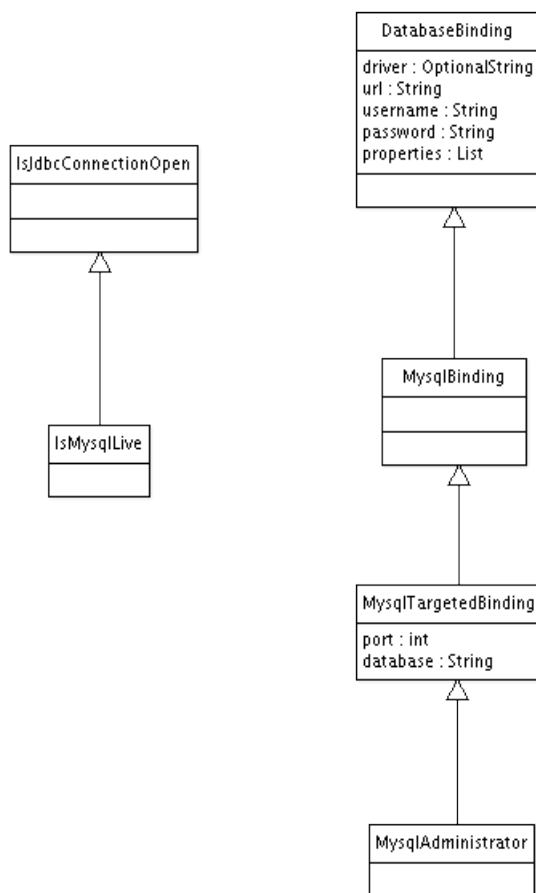 DatabaseBinding
driver : OptionalString
url : String
username : String
password : String
properties : List
IsJdbcConnectionOpen
MysqlBinding
IsMysqlLive
MysqlTargetedBinding
port : int
database : String
MysqlAdministrator